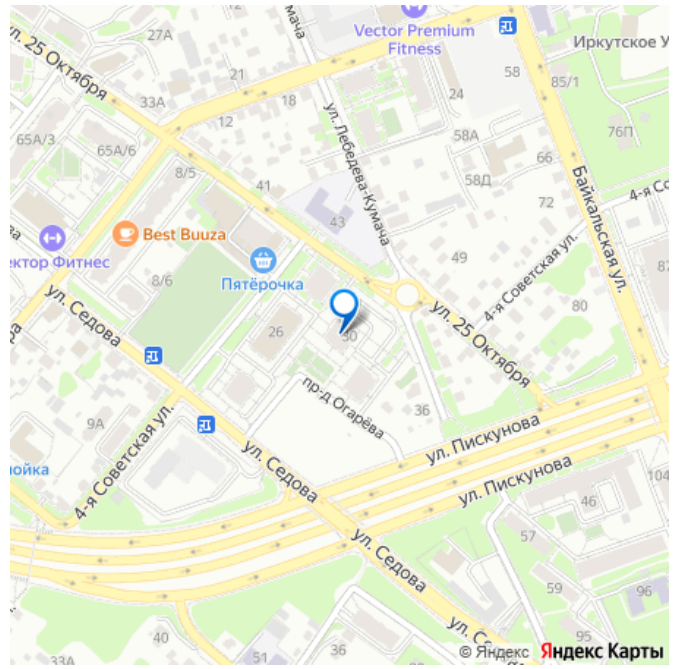 27А
ул. 25 Октября
Vector Premium
Fitness
Иркутское У
21
58
85/1
33А
18
24
12
ул. Лебедева-Кумача
65А/3
65А/6
58А
76П
8/5
66
41
58Д
Байкальская ул.
4-я Со
72
43
Best Buuza
ектор Фитнес
49
4-я Советская ул.
8/6
Пятёрочка
ул. Седова
80
26
30
ул. 25 Октября
пр-д Огарёва
36
9А
4-я Советская ул.
ул. Пискунова
ойка
ул. Седова
ул. Пискунова
104
46
ул. Седова
57
59
96
40
51
95
33А
ул. Се
© Яндекс Яндекс Карты